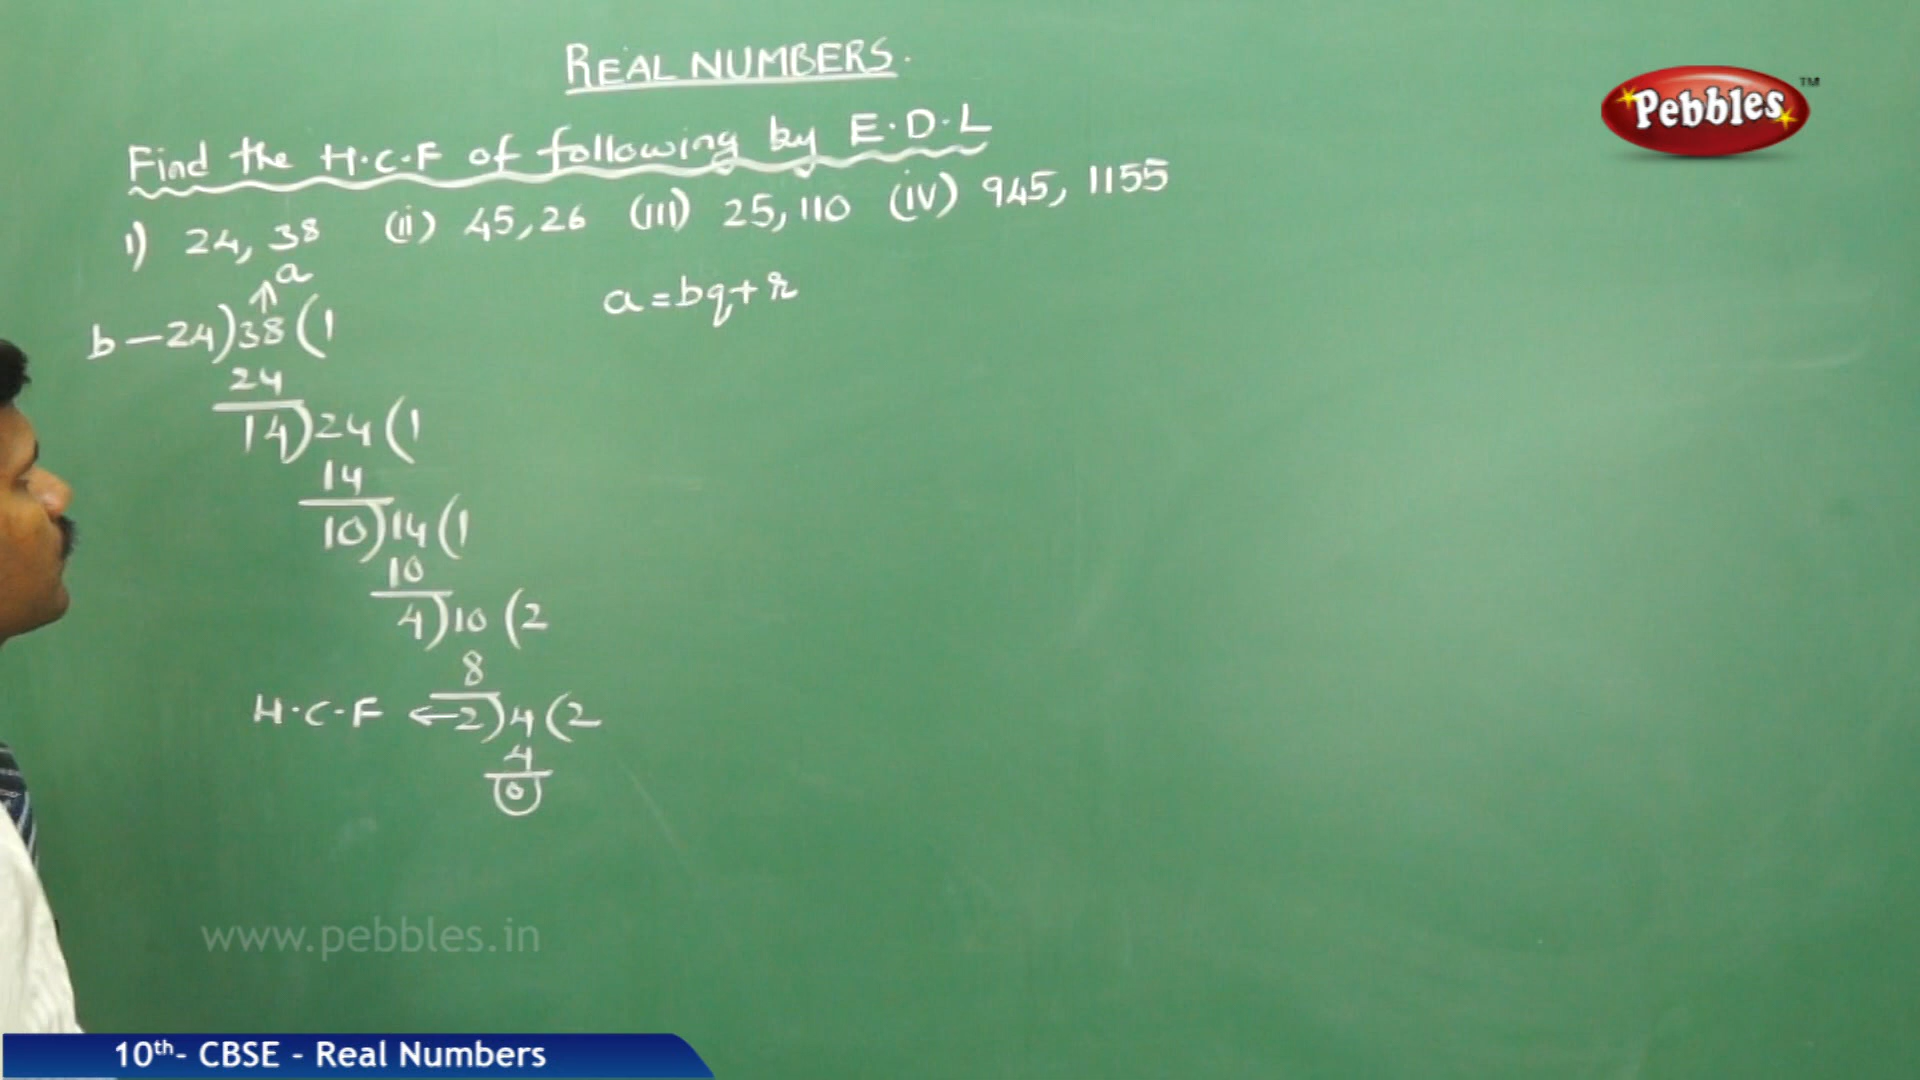 REAL NUMBERS.
Pebbles™
Find the H.C.F of following by E.D.L
i) 24, 38 (ii) 45, 26 (III) 25, 110 (iv) 945, 1155
a
a = bq + r
b — 24) 38 (1
24
14) 24 (1
14
10) 14 (1
10
4) 10 (2
8
H.C.F ← 2) 4 (2
4
0
www.pebbles.in
10th- CBSE - Real Numbers